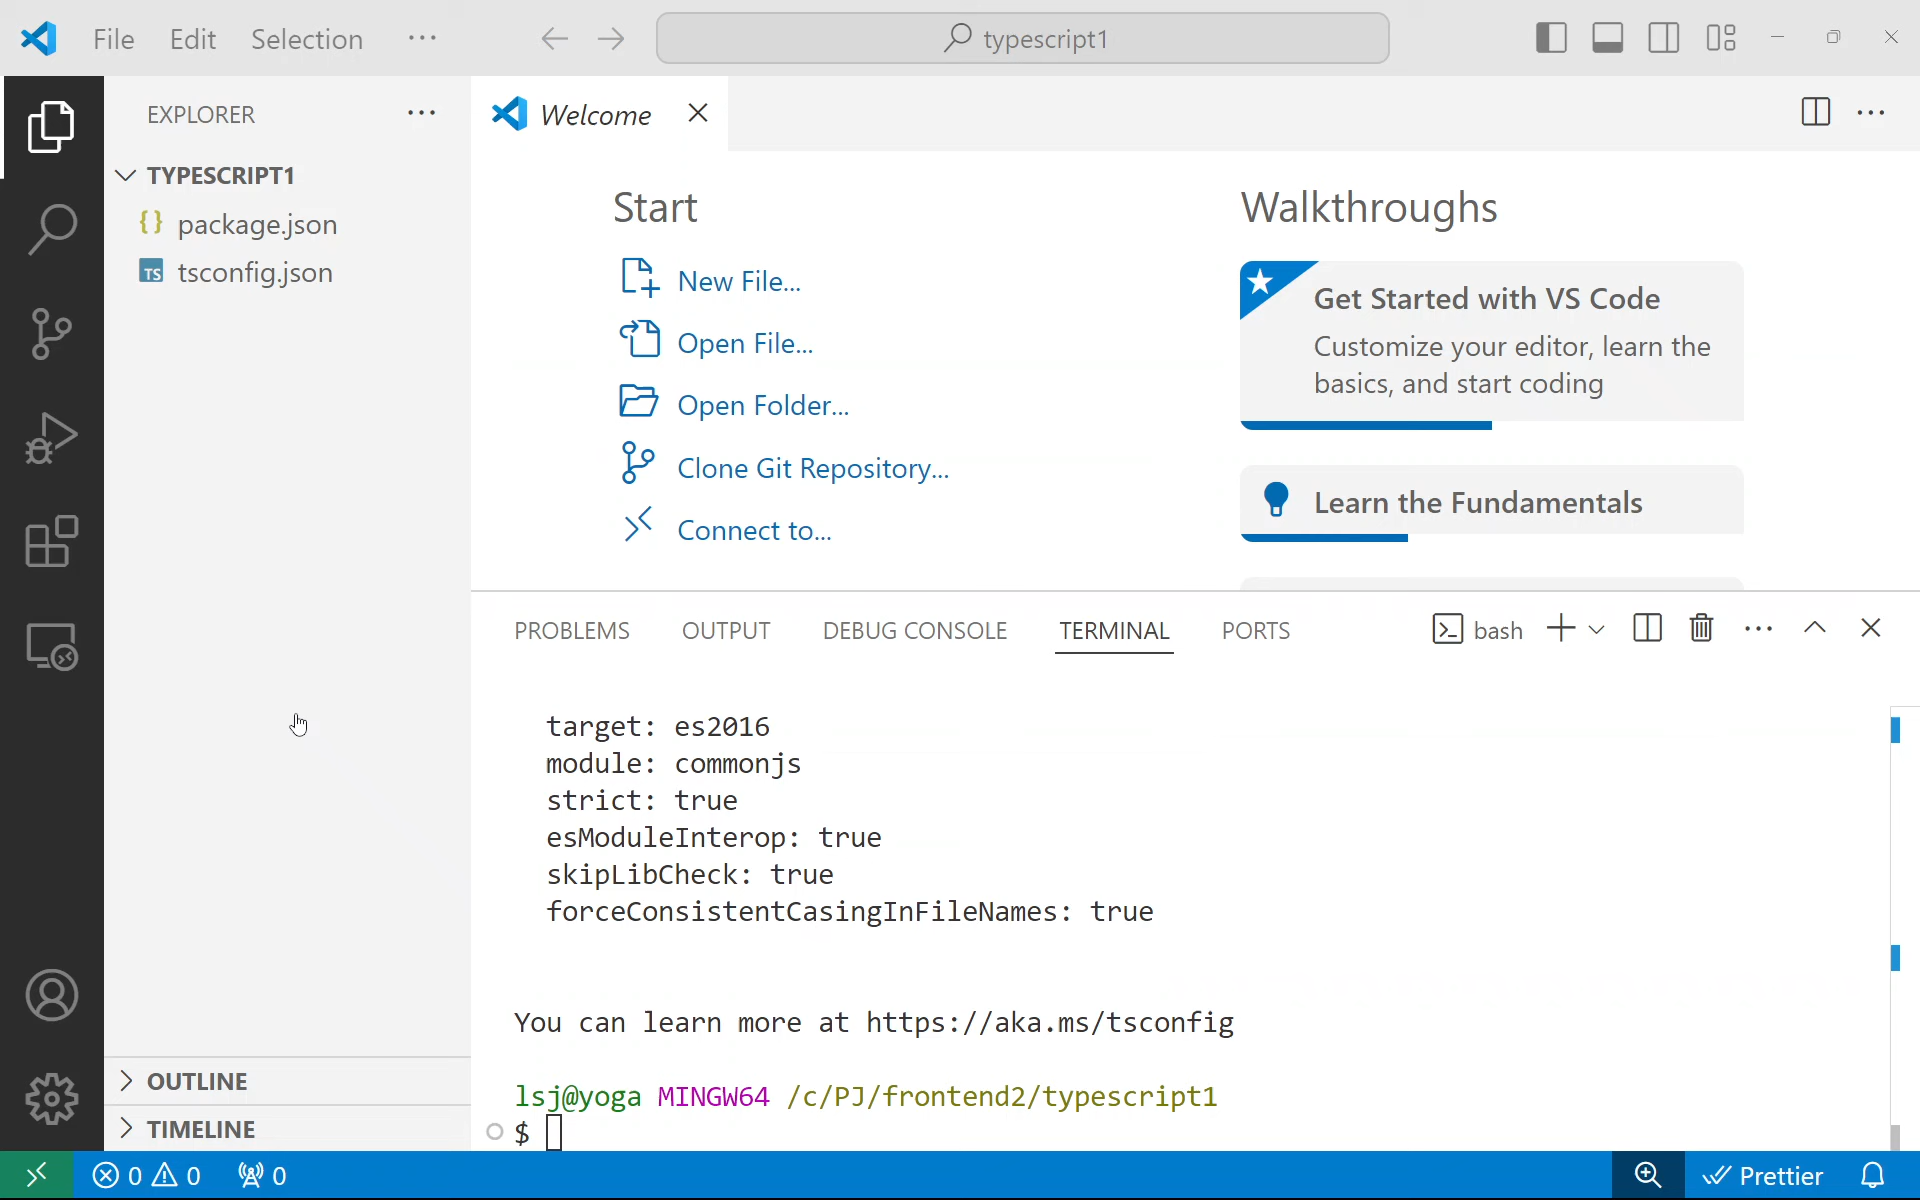 File Edit Selection ···
typescript1
EXPLORER ···
TYPESCRIPT1
{} package.json
TS tsconfig.json
OUTLINE
TIMELINE
Welcome
Start
New File...
Open File...
Open Folder...
Clone Git Repository...
Connect to...
Walkthroughs
Get Started with VS Code
Customize your editor, learn the
basics, and start coding
Learn the Fundamentals
PROBLEMS OUTPUT DEBUG CONSOLE TERMINAL PORTS bash
target: es2016
module: commonjs
strict: true
esModuleInterop: true
skipLibCheck: true
forceConsistentCasingInFileNames: true
You can learn more at https://aka.ms/tsconfig
lsj@yoga MINGW64 /c/PJ/frontend2/typescript1
$
0 0 0 Prettier